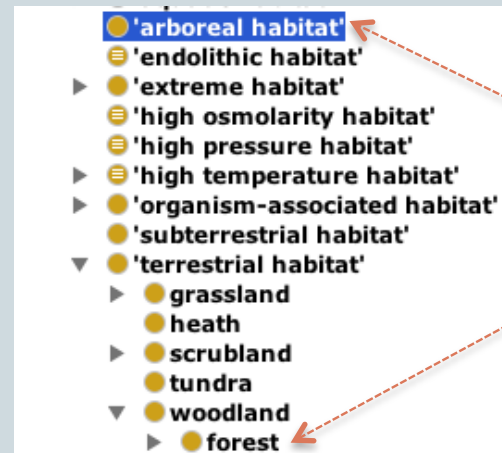 'arboreal habitat'
'endolithic habitat'
'extreme habitat'
'high osmolarity habitat'
'high pressure habitat'
'high temperature habitat'
'organism-associated habitat'
'subterrestrial habitat'
'terrestrial habitat'
grassland
heath
scrubland
tundra
woodland
forest